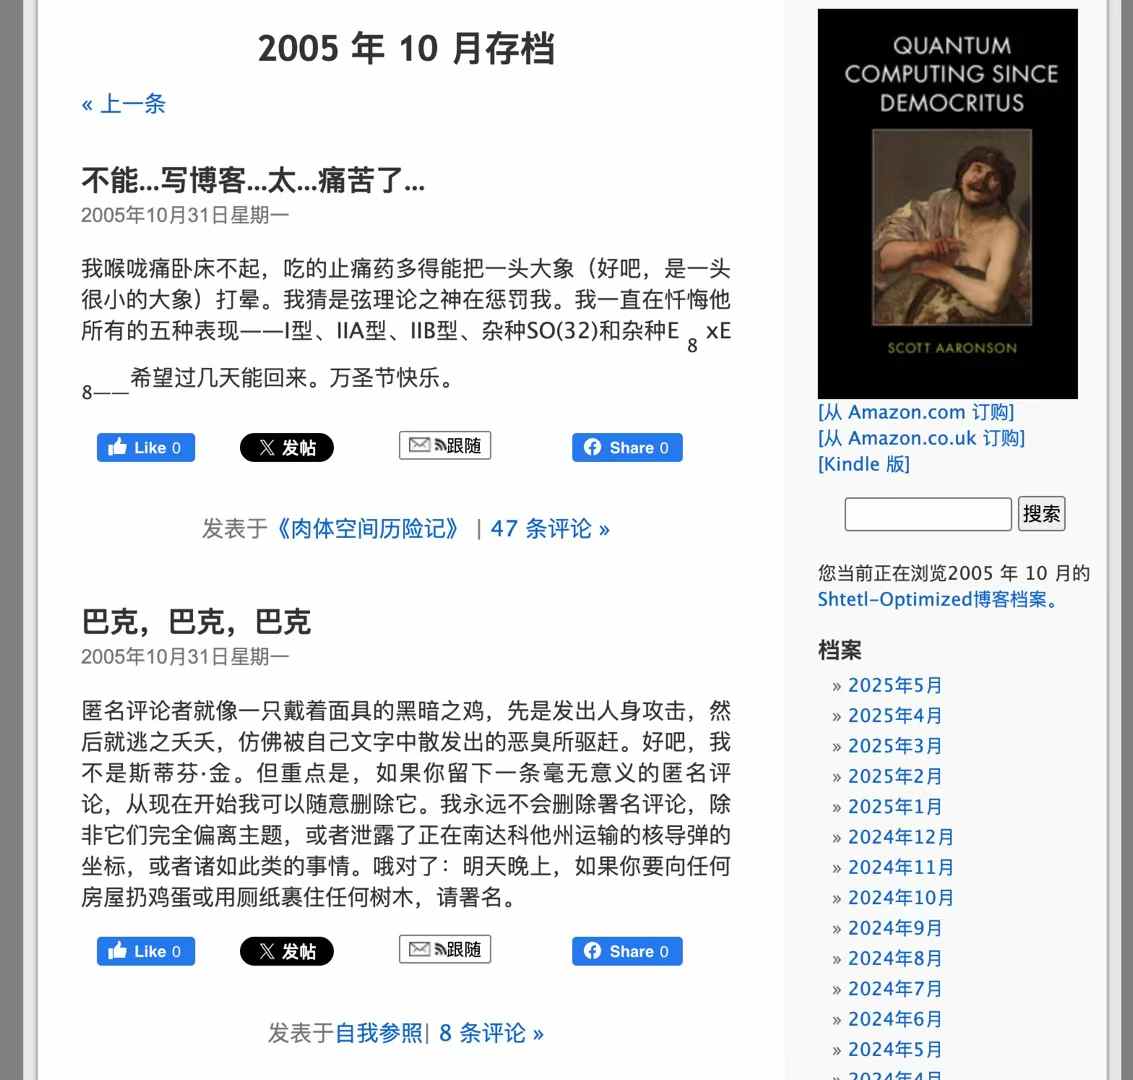 2005 年 10 月存档
« 上一条
不能...写博客...太...痛苦了...
2005年10月31日星期一
我喉咙痛卧床不起，吃的止痛药多得能把一头大象（好吧，是一头
很小的大象）打晕。我猜是弦理论之神在惩罚我。我一直在忏悔他
所有的五种表现——I型、IIA型、IIB型、杂种SO(32)和杂种E 8 xE
8——希望过几天能回来。万圣节快乐。
Like 0
X 发帖
跟随
Share 0
发表于《肉体空间历险记》 | 47 条评论 »
巴克，巴克，巴克
2005年10月31日星期一
匿名评论者就像一只戴着面具的黑暗之鸡，先是发出人身攻击，然
后就逃之夭夭，仿佛被自己文字中散发出的恶臭所驱赶。好吧，我
不是斯蒂芬·金。但重点是，如果你留下一条毫无意义的匿名评
论，从现在开始我可以随意删除它。我永远不会删除署名评论，除
非它们完全偏离主题，或者泄露了正在南达科他州运输的核导弹的
坐标，或者诸如此类的事情。哦对了：明天晚上，如果你要向任何
房屋扔鸡蛋或用厕纸裹住任何树木，请署名。
Like 0
X 发帖
跟随
Share 0
发表于自我参照| 8 条评论 »
QUANTUM
COMPUTING SINCE
DEMOCRITUS
SCOTT AARONSON
[从 Amazon.com 订购]
[从 Amazon.co.uk 订购]
[Kindle 版]
搜索
您当前正在浏览2005 年 10 月的
Shtetl-Optimized博客档案。
档案
» 2025年5月
» 2025年4月
» 2025年3月
» 2025年2月
» 2025年1月
» 2024年12月
» 2024年11月
» 2024年10月
» 2024年9月
» 2024年8月
» 2024年7月
» 2024年6月
» 2024年5月
» 2024年4月